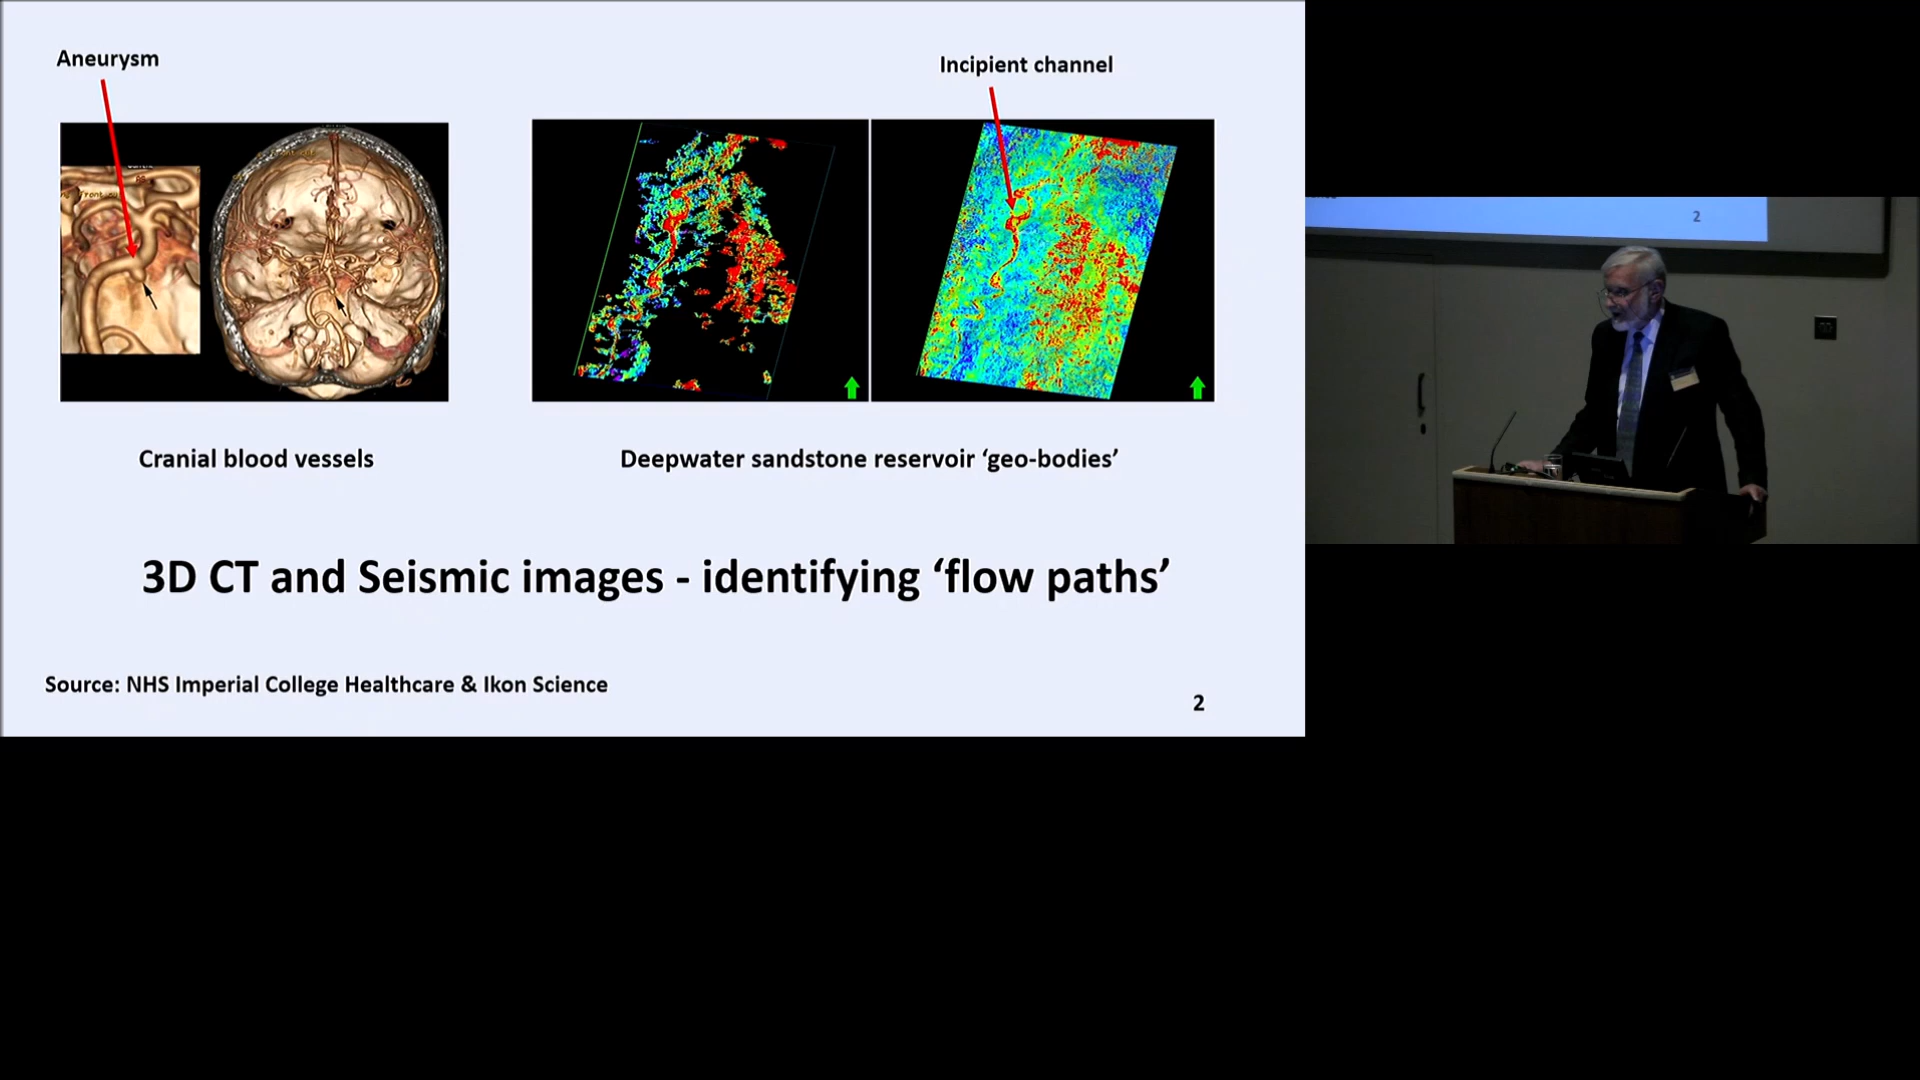 Aneurysm
Incipient channel
Cranial blood vessels
Deepwater sandstone reservoir ‘geo-bodies’
3D CT and Seismic images - identifying ‘flow paths’
Source: NHS Imperial College Healthcare & Ikon Science
2
2